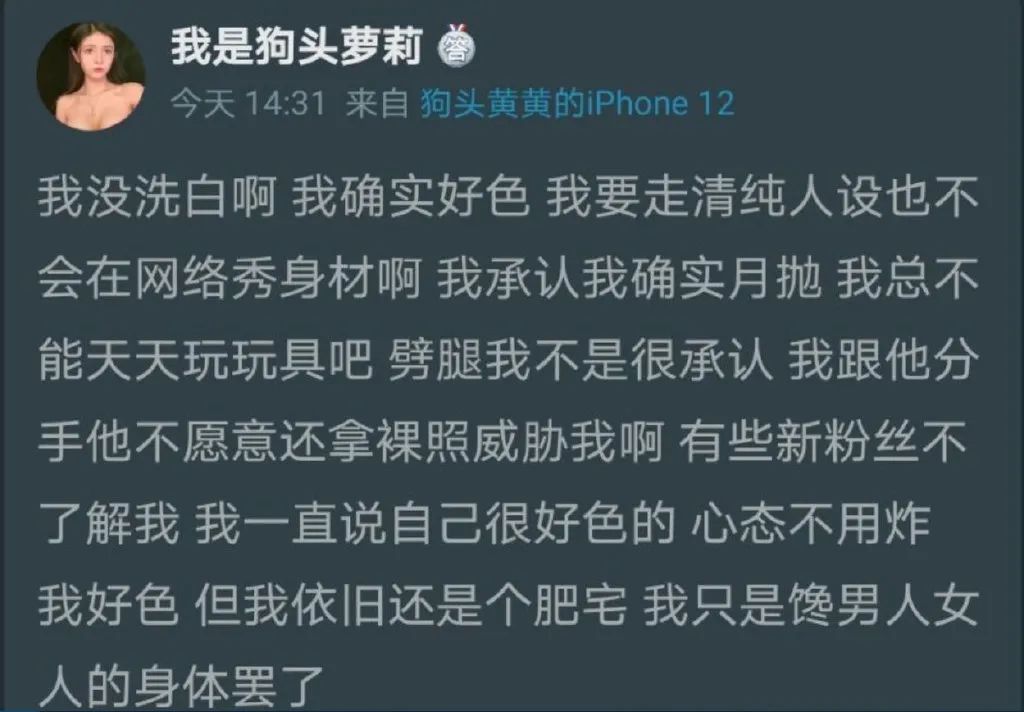 我是狗头萝莉 答
今天 14:31 来自 狗头黄黄的iPhone 12
我没洗白啊 我确实好色 我要走清纯人设也不
会在网络秀身材啊 我承认我确实月抛 我总不
能天天玩玩具吧 劈腿我不是很承认 我跟他分
手他不愿意还拿裸照威胁我啊 有些新粉丝不
了解我 我一直说自己很好色的 心态不用炸
我好色 但我依旧还是个肥宅 我只是馋男人女
人的身体罢了